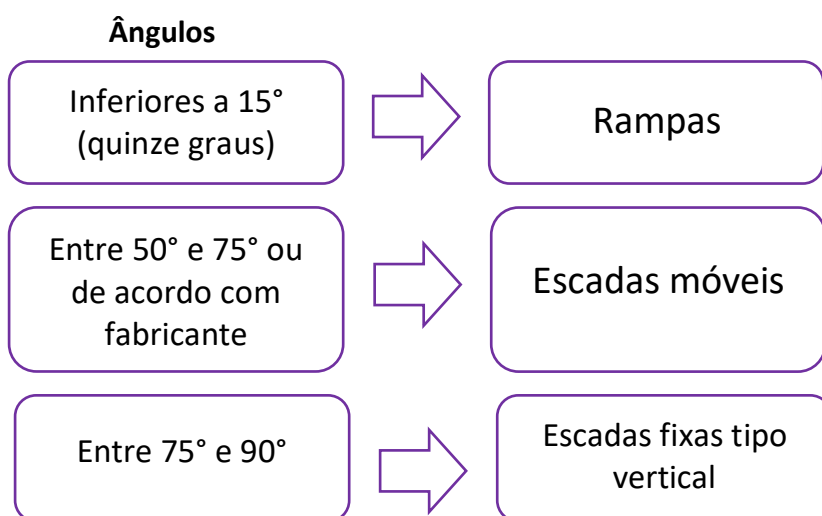 Ângulos
Inferiores a 15°
(quinze graus)
Rampas
Entre 50° e 75° ou
de acordo com
fabricante
Escadas móveis
Entre 75° e 90°
Escadas fixas tipo
vertical